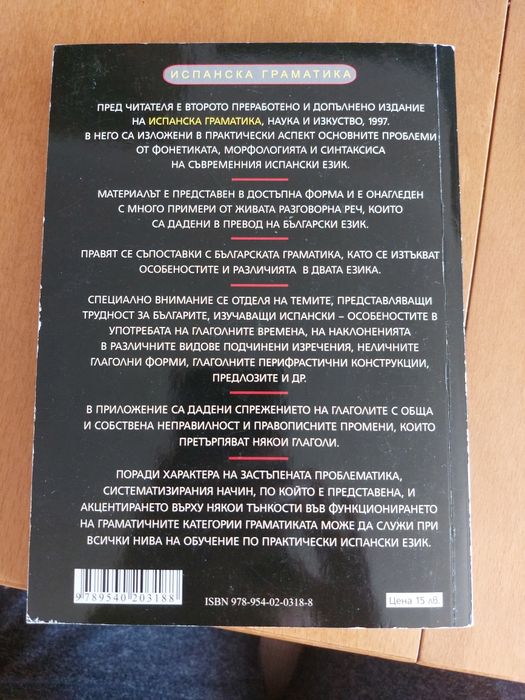 ИСПАНСКА ГРАМАТИКА
ПРЕД ЧИТАТЕЛЯ Е ВТОРОТО ПРЕРАБОТЕНО И ДОПЪЛНЕНО ИЗДАНИЕ
НА ИСПАНСКА ГРАМАТИКА, НАУКА И ИЗКУСТВО, 1997.
В НЕГО СА ИЗЛОЖЕНИ В ПРАКТИЧЕСКИ АСПЕКТ ОСНОВНИТЕ ПРОБЛЕМИ
ОТ ФОНЕТИКАТА, МОРФОЛОГИЯТА И СИНТАКСИСА
НА СЪВРЕМЕННИЯ ИСПАНСКИ ЕЗИК.
МАТЕРИАЛЪТ Е ПРЕДСТАВЕН В ДОСТЪПНА ФОРМА И Е ОНАГЛЕДЕН
С МНОГО ПРИМЕРИ ОТ ЖИВАТА РАЗГОВОРНА РЕЧ, КОИТО
СА ДАДЕНИ В ПРЕВОД НА БЪЛГАРСКИ ЕЗИК.
ПРАВЯТ СЕ СЪПОСТАВКИ С БЪЛГАРСКАТА ГРАМАТИКА, КАТО СЕ ИЗТЪКВАТ
ОСОБЕНОСТИТЕ И РАЗЛИЧИЯТА В ДВАТА ЕЗИКА.
СПЕЦИАЛНО ВНИМАНИЕ СЕ ОТДЕЛЯ НА ТЕМИТЕ, ПРЕДСТАВЛЯВАЩИ
ТРУДНОСТ ЗА БЪЛГАРИТЕ, ИЗУЧАВАЩИ ИСПАНСКИ – ОСОБЕНОСТИТЕ В
УПОТРЕБАТА НА ГЛАГОЛНИТЕ ВРЕМЕНА, НА НАКЛОНЕНИЯТА
В РАЗЛИЧНИТЕ ВИДОВЕ ПОДЧИНЕНИ ИЗРЕЧЕНИЯ, НЕЛИЧНИТЕ
ГЛАГОЛНИ ФОРМИ, ГЛАГОЛНИТЕ ПЕРИФРАСТИЧНИ КОНСТРУКЦИИ,
ПРЕДЛОЗИТЕ И ДР.
В ПРИЛОЖЕНИЕ СА ДАДЕНИ СПРЕЖЕНИЕТО НА ГЛАГОЛИТЕ С ОБЩА
И СОБСТВЕНА НЕПРАВИЛНОСТ И ПРАВОПИСНИТЕ ПРОМЕНИ, КОИТО
ПРЕТЪРПЯВАТ НЯКОИ ГЛАГОЛИ.
ПОРАДИ ХАРАКТЕРА НА ЗАСТЪПЕНАТА ПРОБЛЕМАТИКА,
СИСТЕМАТИЗИРАНИЯ НАЧИН, ПО КОЙТО Е ПРЕДСТАВЕНА, И
АКЦЕНТИРАНЕТО ВЪРХУ НЯКОИ ТЪНКОСТИ ВЪВ ФУНКЦИОНИРАНЕТО
НА ГРАМАТИЧНИТЕ КАТЕГОРИИ ГРАМАТИКАТА МОЖЕ ДА СЛУЖИ ПРИ
ВСИЧКИ НИВА НА ОБУЧЕНИЕ ПО ПРАКТИЧЕСКИ ИСПАНСКИ ЕЗИК.
9 789540 203188
ISBN 978-954-02-0318-8
Цена 15 лв.